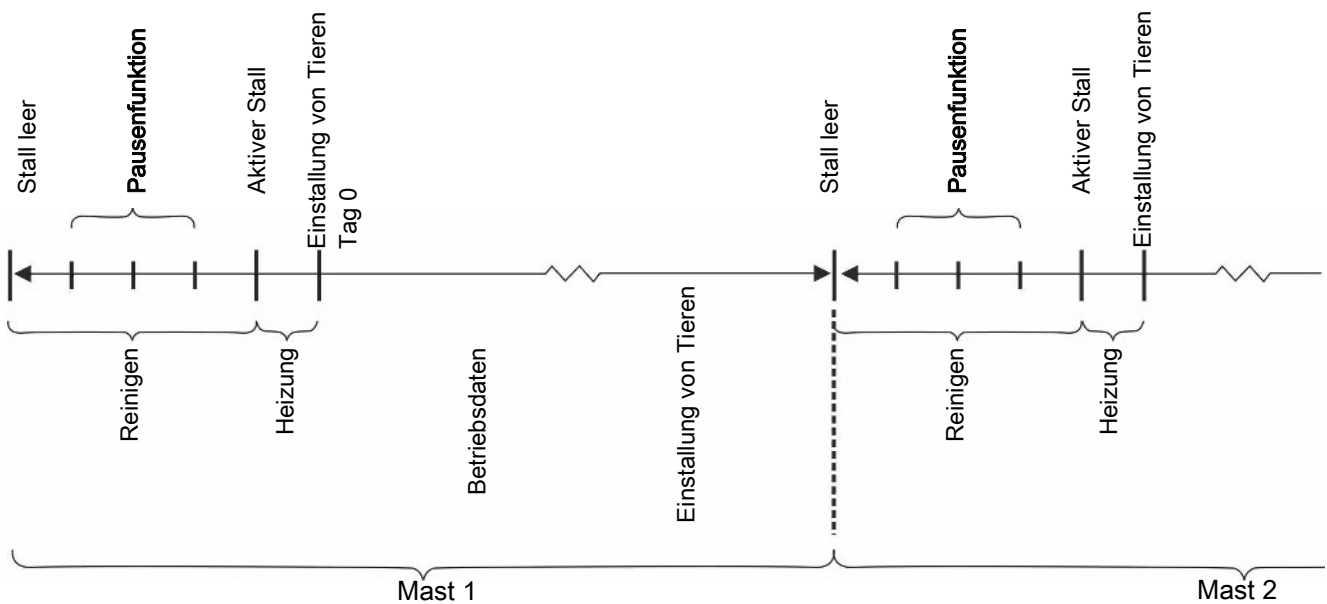 Stall leer
Pausenfunktion
Aktiver Stall
Einstallung von Tieren
Tag 0
Stall leer
Pausenfunktion
Aktiver Stall
Einstallung von Tieren
Reinigen
Heizung
Betriebsdaten
Einstallung von Tieren
Reinigen
Heizung
Mast 1
Mast 2